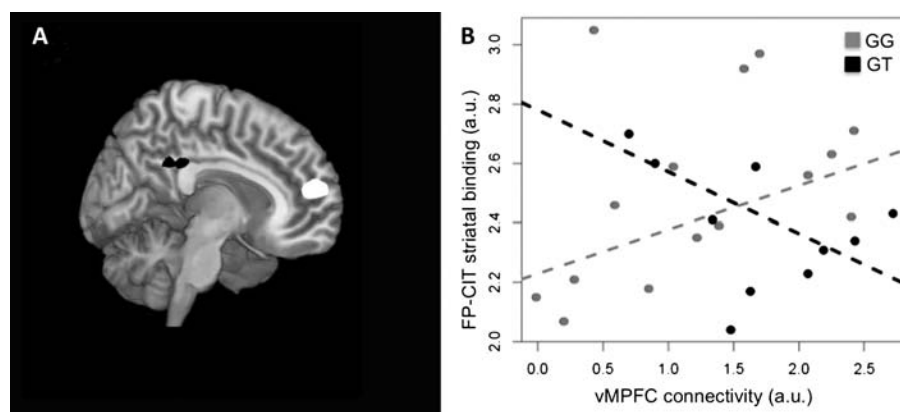 A
B
GG
GT
FP-CIT striatal binding (a.u.)
3.0
2.8
2.6
2.4
2.2
2.0
0.0 0.5 1.0 1.5 2.0 2.5
vMPFC connectivity (a.u.)